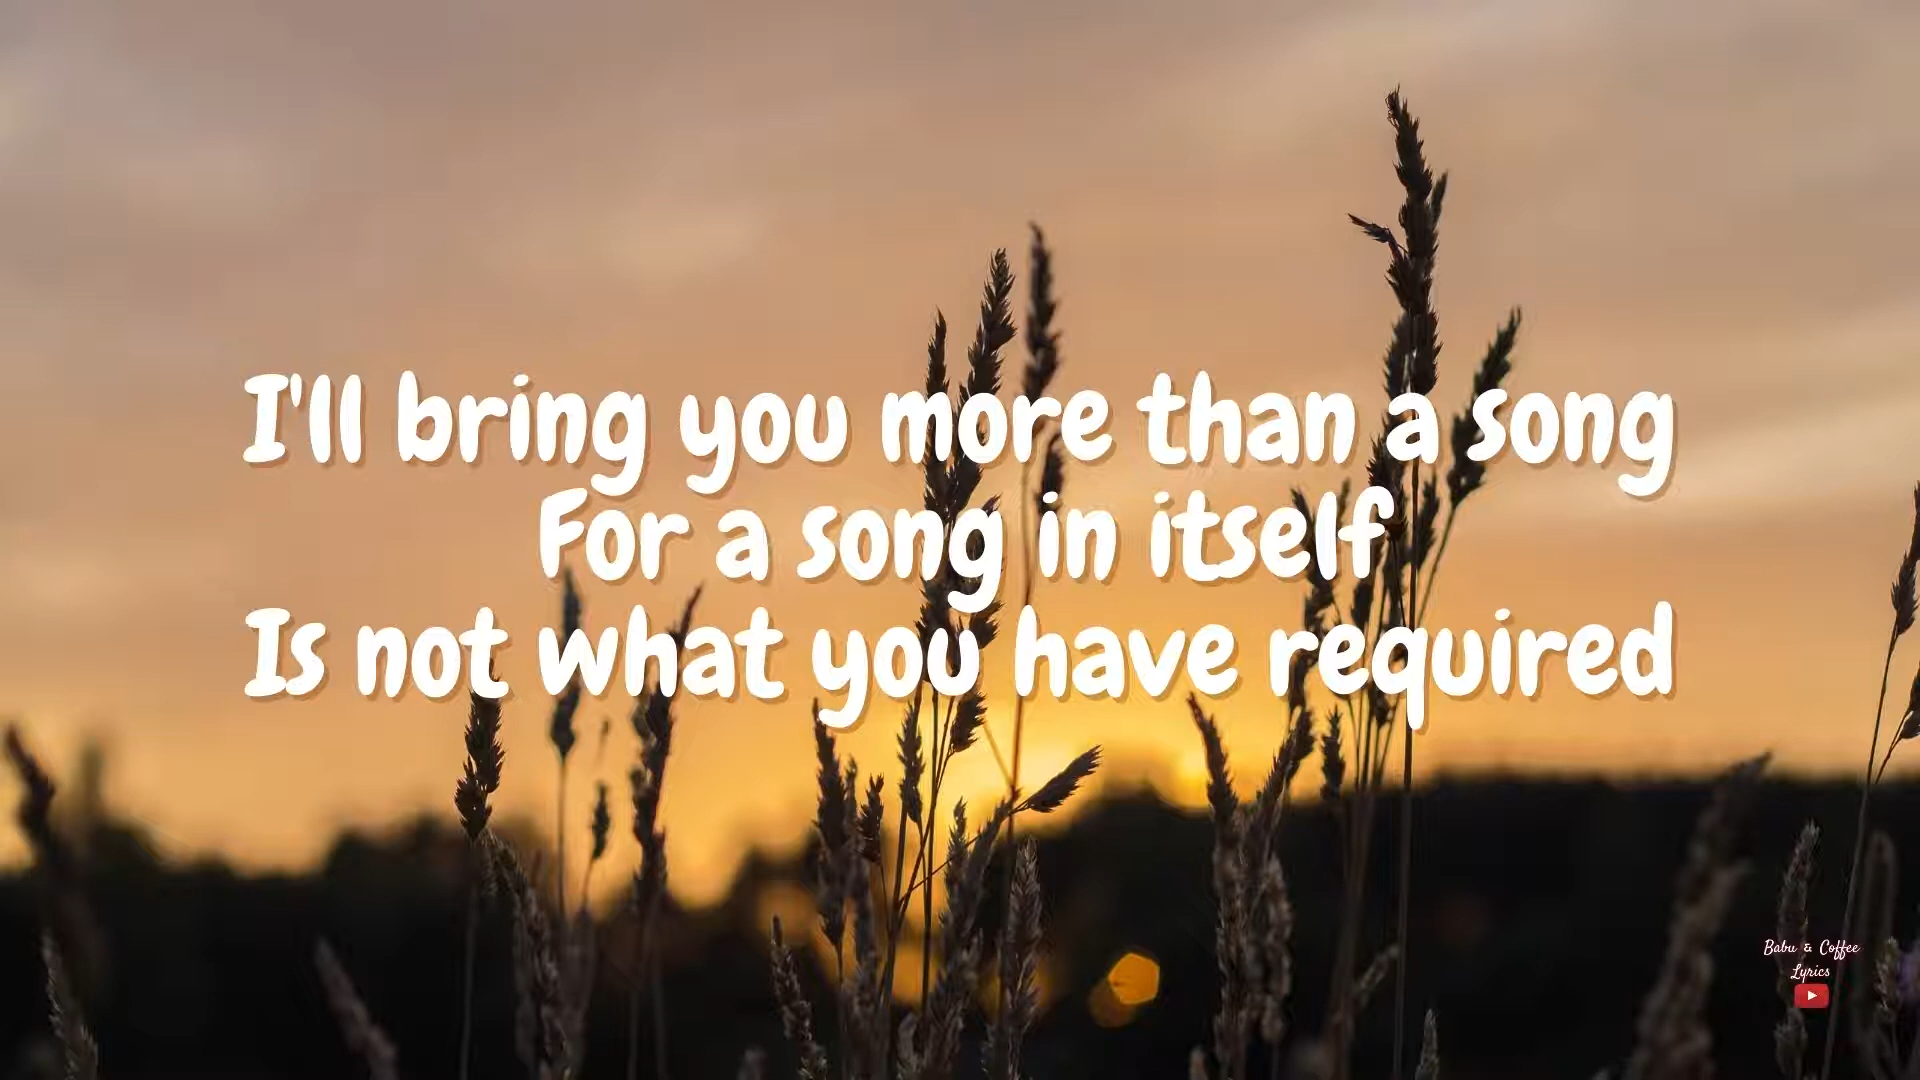 I'll bring you more than a song
For a song in itself
Is not what you have required
Babu & Coffee
Lyrics